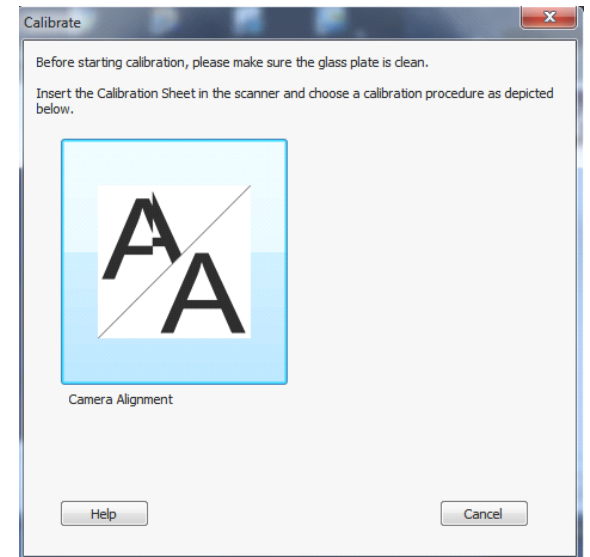 Calibrate
Before starting calibration, please make sure the glass plate is clean.
Insert the Calibration Sheet in the scanner and choose a calibration procedure as depicted
below.
A
A
Camera Alignment
Help
Cancel